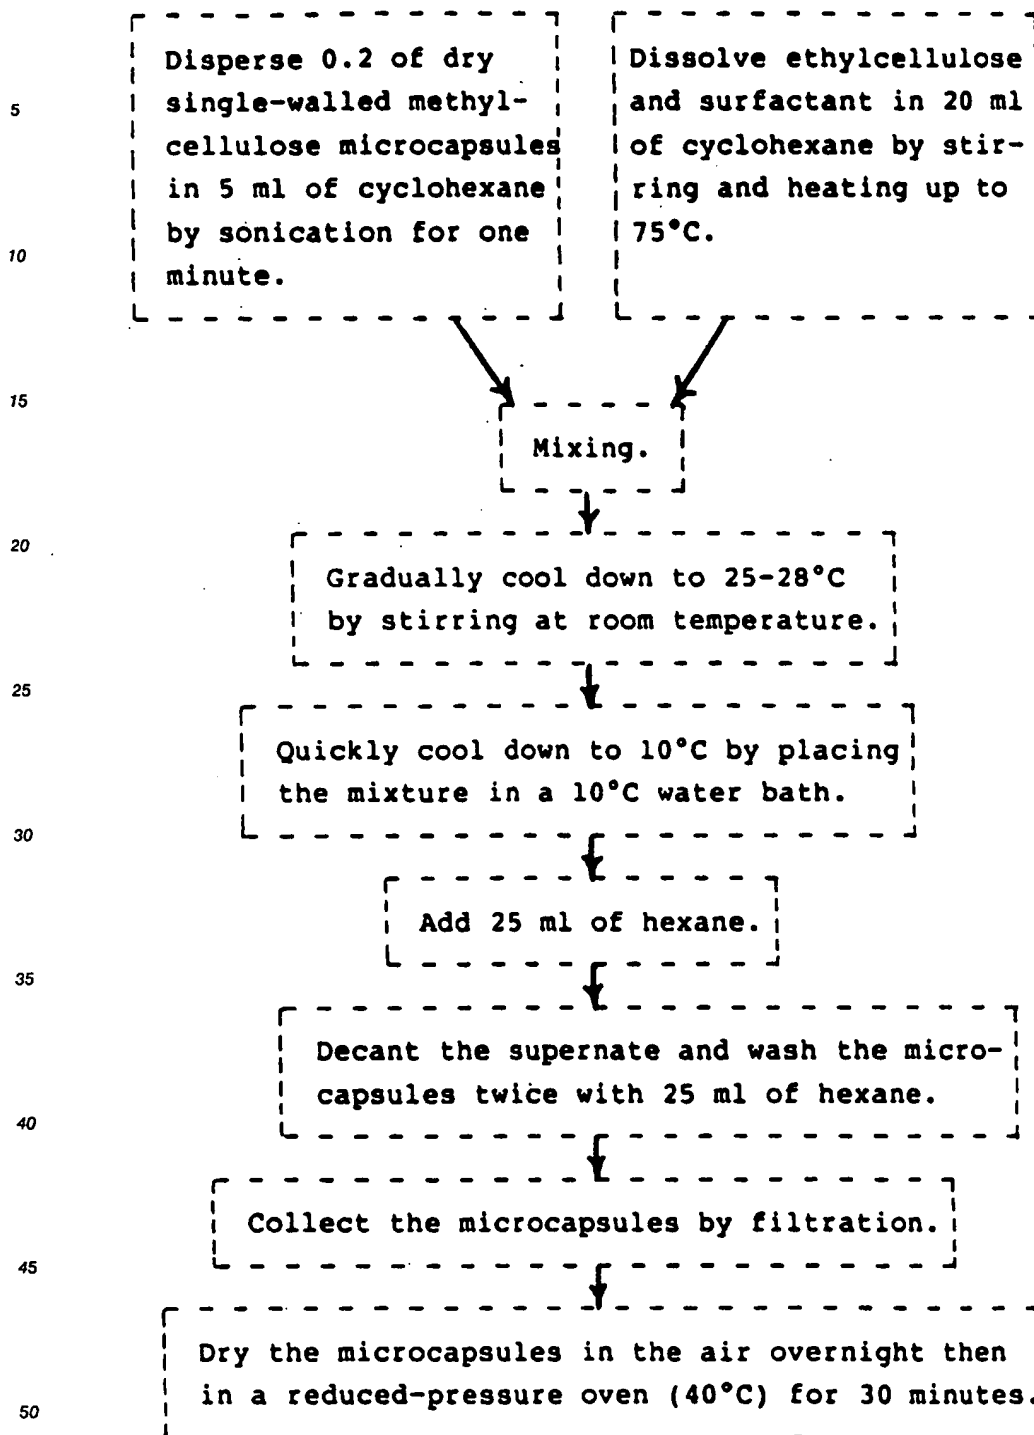 Disperse 0.2 of dry
single-walled methyl-
cellulose microcapsules
in 5 ml of cyclohexane
by sonication for one
minute.
Dissolve ethylcellulose
and surfactant in 20 ml
of cyclohexane by stir-
ring and heating up to
75°C.
5
10
15
Mixing.
20
Gradually cool down to 25-28°C
by stirring at room temperature.
25
Quickly cool down to 10°C by placing
the mixture in a 10°C water bath.
30
Add 25 ml of hexane.
35
Decant the supernate and wash the micro-
capsules twice with 25 ml of hexane.
40
Collect the microcapsules by filtration.
45
Dry the microcapsules in the air overnight then
in a reduced-pressure oven (40°C) for 30 minutes.
50